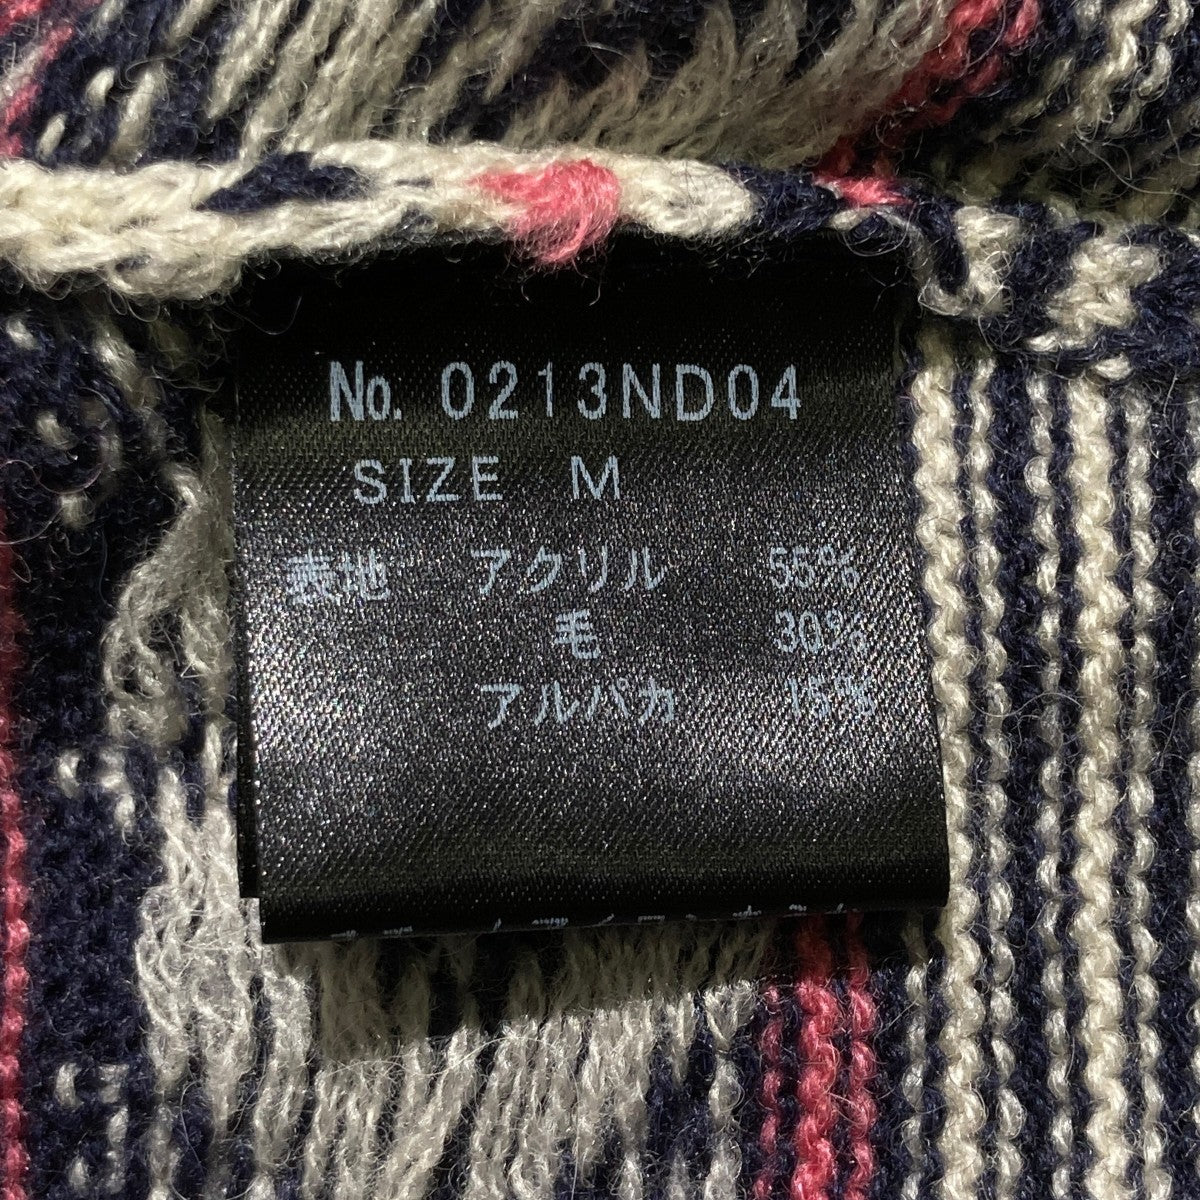 No. 0213ND04
SIZE M
表地 アクリル 55%
毛 30%
アルパカ 15%